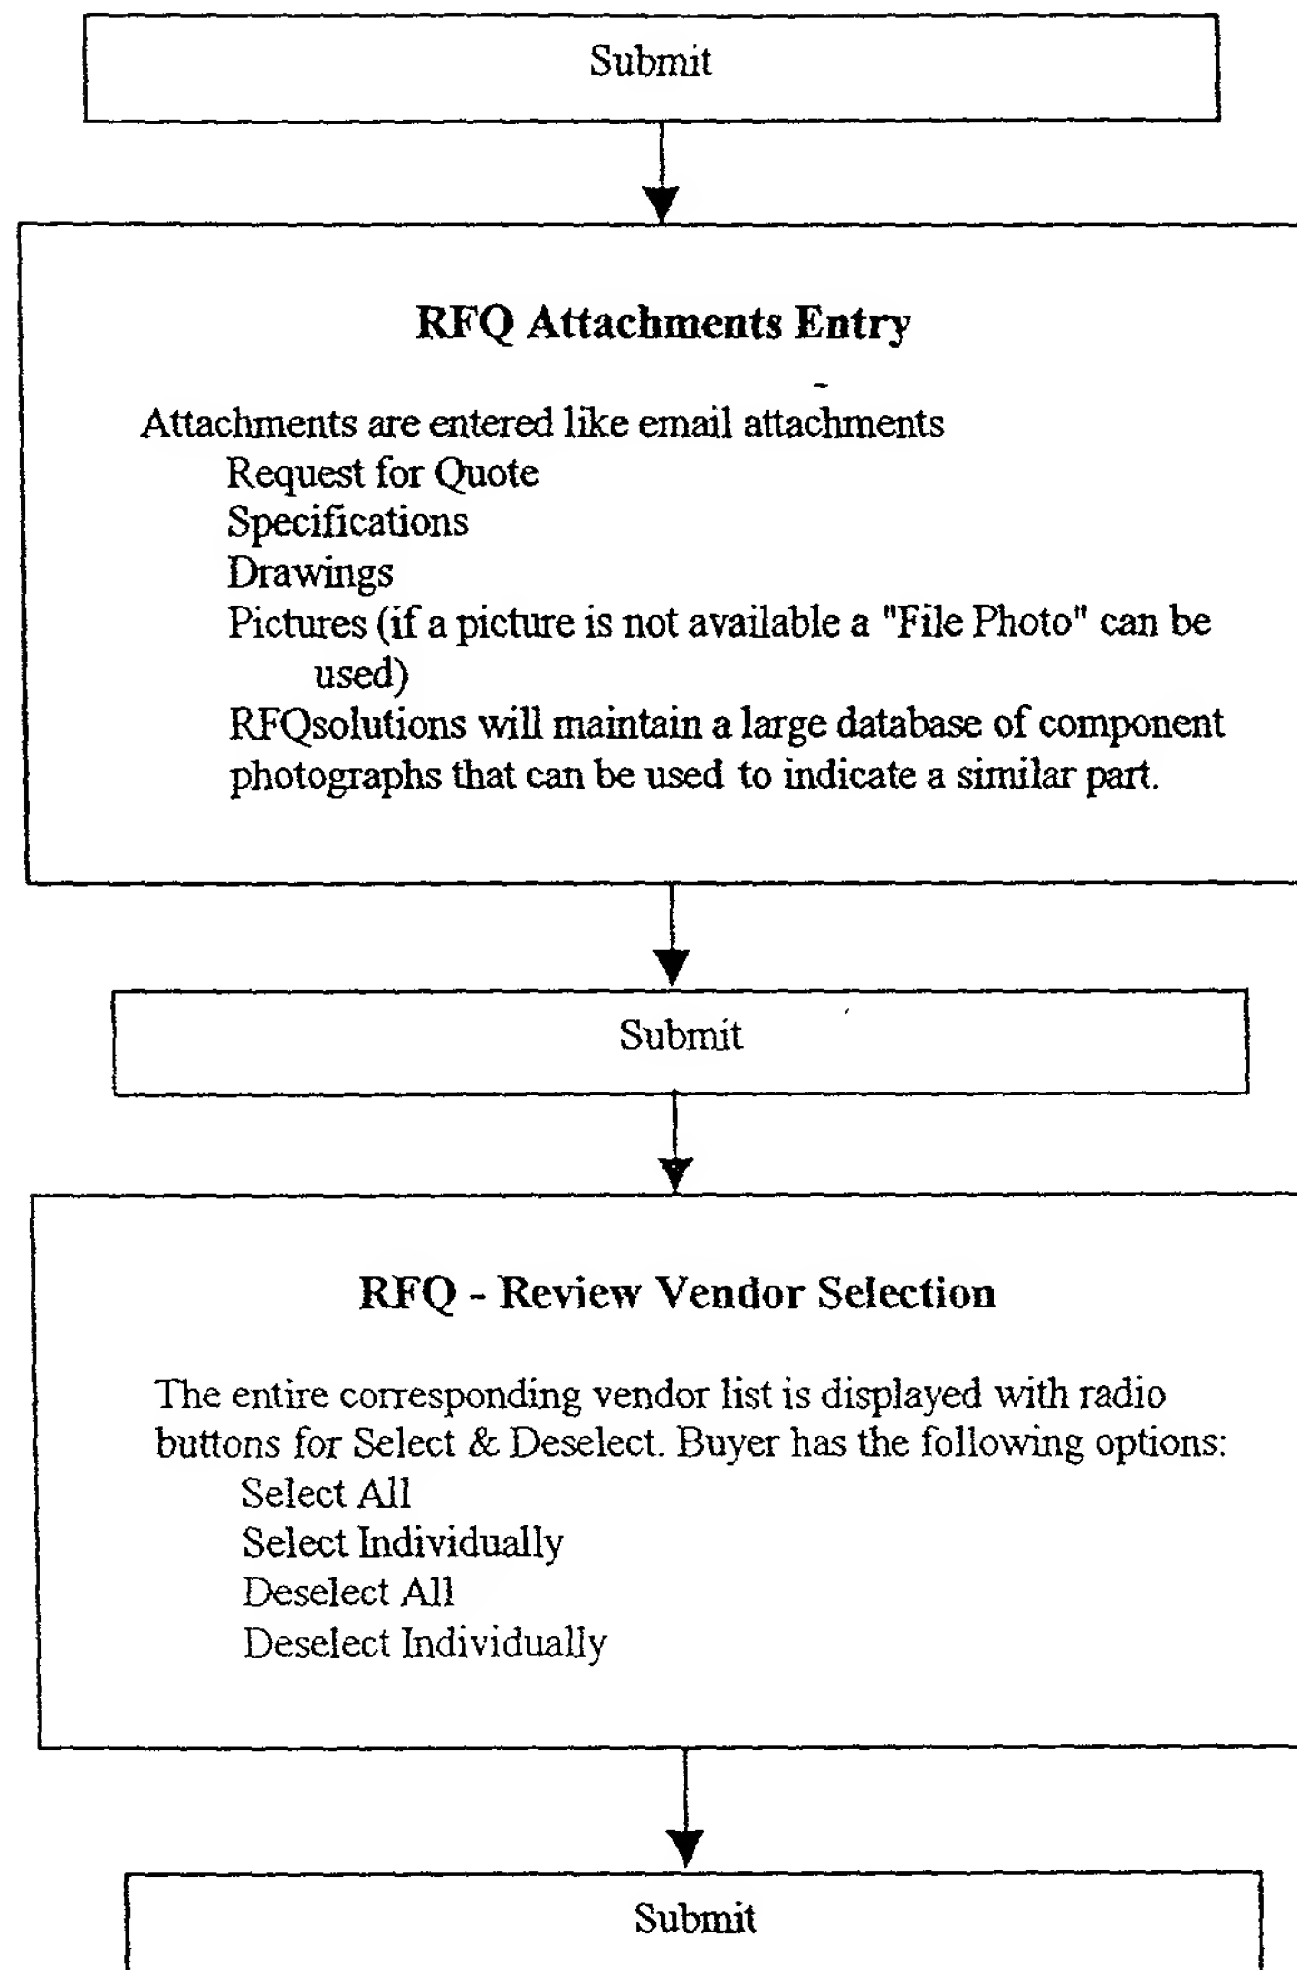 Submit
RFQ Attachments Entry
Attachments are entered like email attachments
Request for Quote
Specifications
Drawings
Pictures (if a picture is not available a "File Photo" can be
used)
RFQsolutions will maintain a large database of component
photographs that can be used to indicate a similar part.
Submit
RFQ - Review Vendor Selection
The entire corresponding vendor list is displayed with radio
buttons for Select & Deselect. Buyer has the following options:
Select All
Select Individually
Deselect All
Deselect Individually
Submit